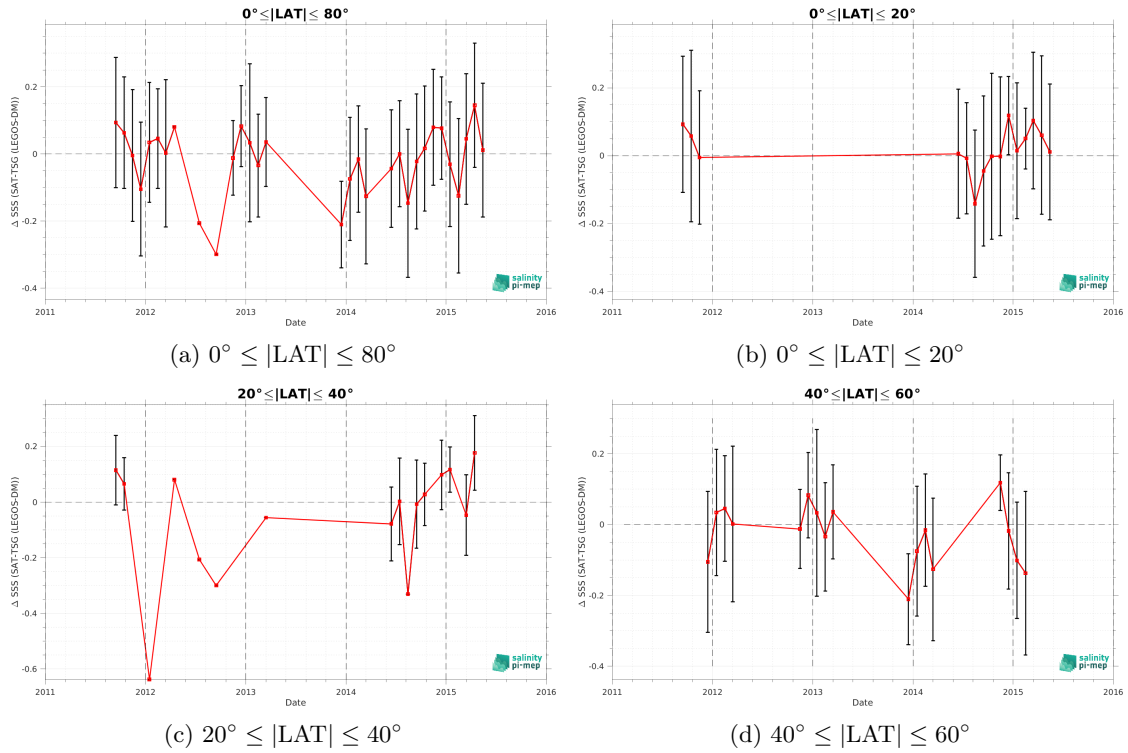 0°≤|LAT|≤ 80°
Δ SSS (SAT-TSG (LEGOS-DM))
0.2
0
-0.2
-0.4
2011 2012 2013 2014 2015 2016
Date
salinity
pi-mep
(a) 0° ≤ |LAT| ≤ 80°
0°≤|LAT|≤ 20°
Δ SSS (SAT-TSG (LEGOS-DM))
0.2
0
-0.2
-0.4
2011 2012 2013 2014 2015 2016
Date
salinity
pi-mep
(b) 0° ≤ |LAT| ≤ 20°
20°≤|LAT|≤ 40°
Δ SSS (SAT-TSG (LEGOS-DM))
0.2
0
-0.2
-0.4
-0.6
2011 2012 2013 2014 2015 2016
Date
salinity
pi-mep
(c) 20° ≤ |LAT| ≤ 40°
40°≤|LAT|≤ 60°
Δ SSS (SAT-TSG (LEGOS-DM))
0.2
0
-0.2
-0.4
2011 2012 2013 2014 2015 2016
Date
salinity
pi-mep
(d) 40° ≤ |LAT| ≤ 60°